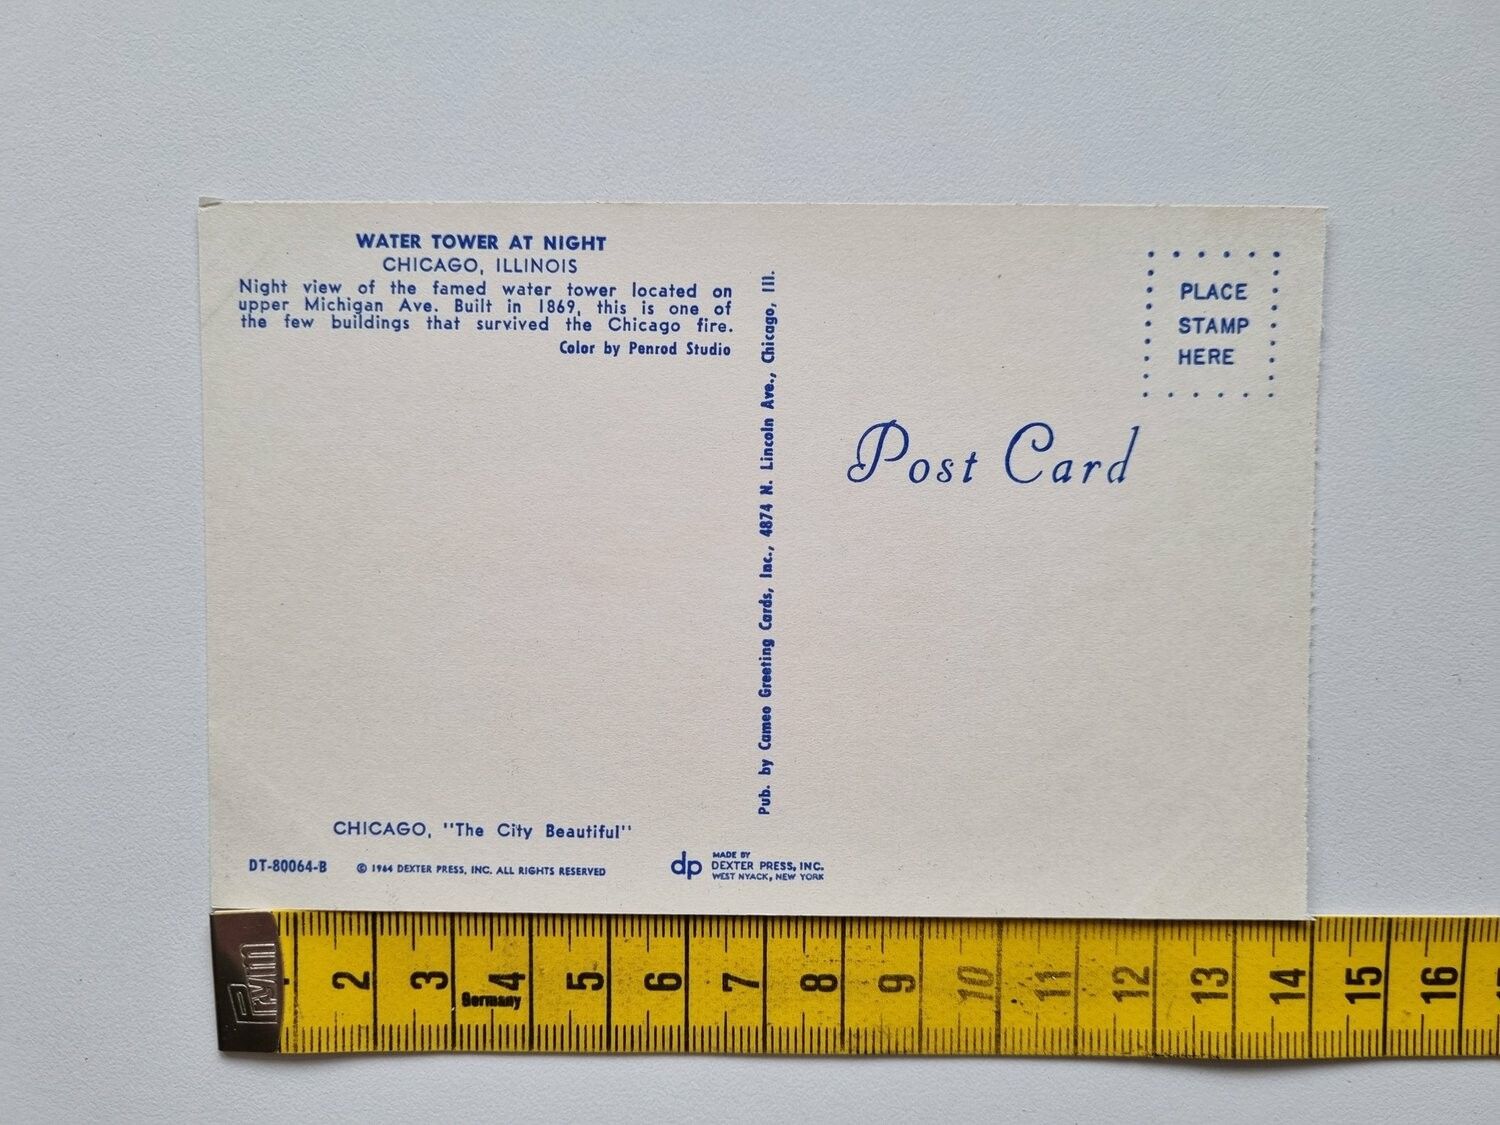 WATER TOWER AT NIGHT
CHICAGO, ILLINOIS
Night view of the famed water tower located on
upper Michigan Ave. Built in 1869, this is one of
the few buildings that survived the Chicago fire.
Color by Penrod Studio
Pub. by Cameo Greeting Cards, Inc., 4874 N. Lincoln Ave., Chicago, Ill.
PLACE
STAMP
HERE
Post Card
CHICAGO, "The City Beautiful"
DT-80064-B
© 1964 DEXTER PRESS, INC. ALL RIGHTS RESERVED
dp
MADE BY
DEXTER PRESS, INC.
WEST NYACK, NEW YORK
Prym
2 3 4 5 6 7 8 9 10 11 12 13 14 15 16
Germany